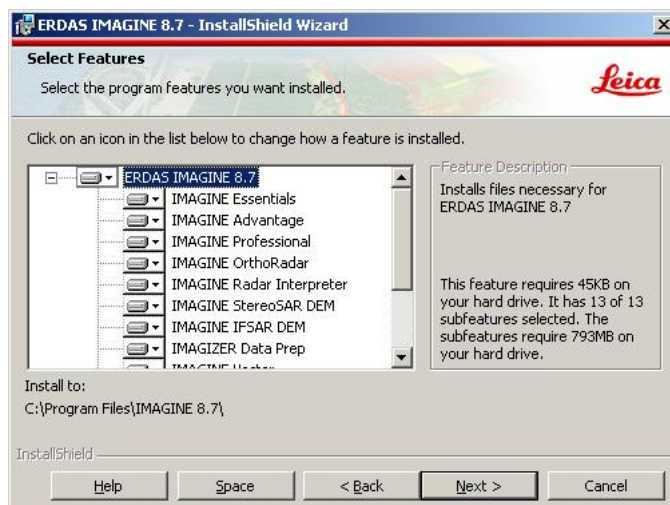 ERDAS IMAGINE 8.7 - InstallShield Wizard
Select Features
Select the program features you want installed.
Leica
Click on an icon in the list below to change how a feature is installed.
ERDAS IMAGINE 8.7
IMAGINE Essentials
IMAGINE Advantage
IMAGINE Professional
IMAGINE OrthoRadar
IMAGINE Radar Interpreter
IMAGINE StereoSAR DEM
IMAGINE IFSAR DEM
IMAGIZER Data Prep
IMAGINE Vector
Feature Description
Installs files necessary for
ERDAS IMAGINE 8.7
This feature requires 45KB on
your hard drive. It has 13 of 13
subfeatures selected. The
subfeatures require 793MB on
your hard drive.
Install to:
C:\Program Files\IMAGINE 8.7\
InstallShield
Help
Space
< Back
Next >
Cancel